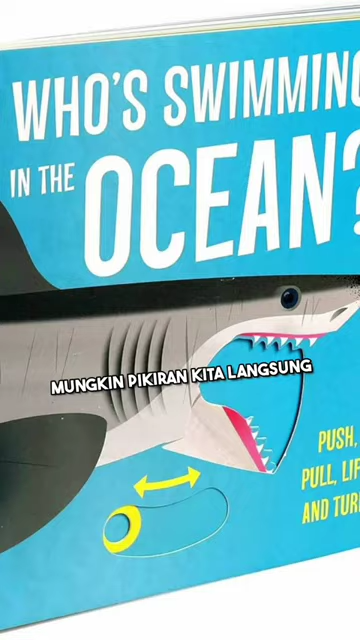 WHO'S SWIMMING
IN THE
OCEAN?
MUNGKIN PIKIRAN KITA LANGSUNG
PUSH,
PULL, LIF
AND TUR